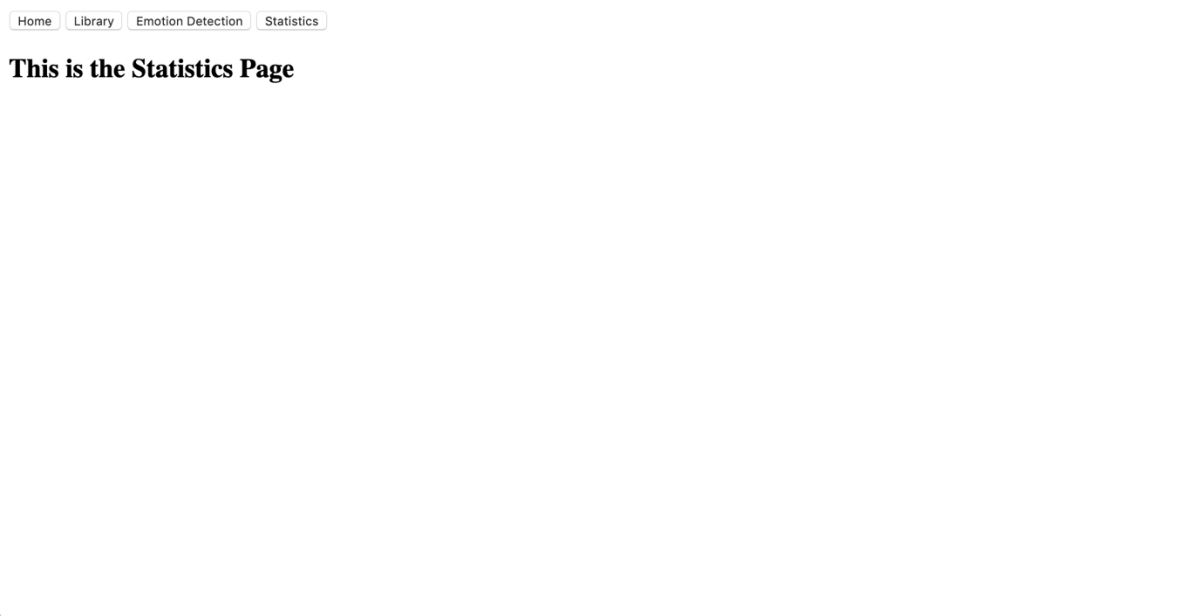 Home Library Emotion Detection Statistics
This is the Statistics Page